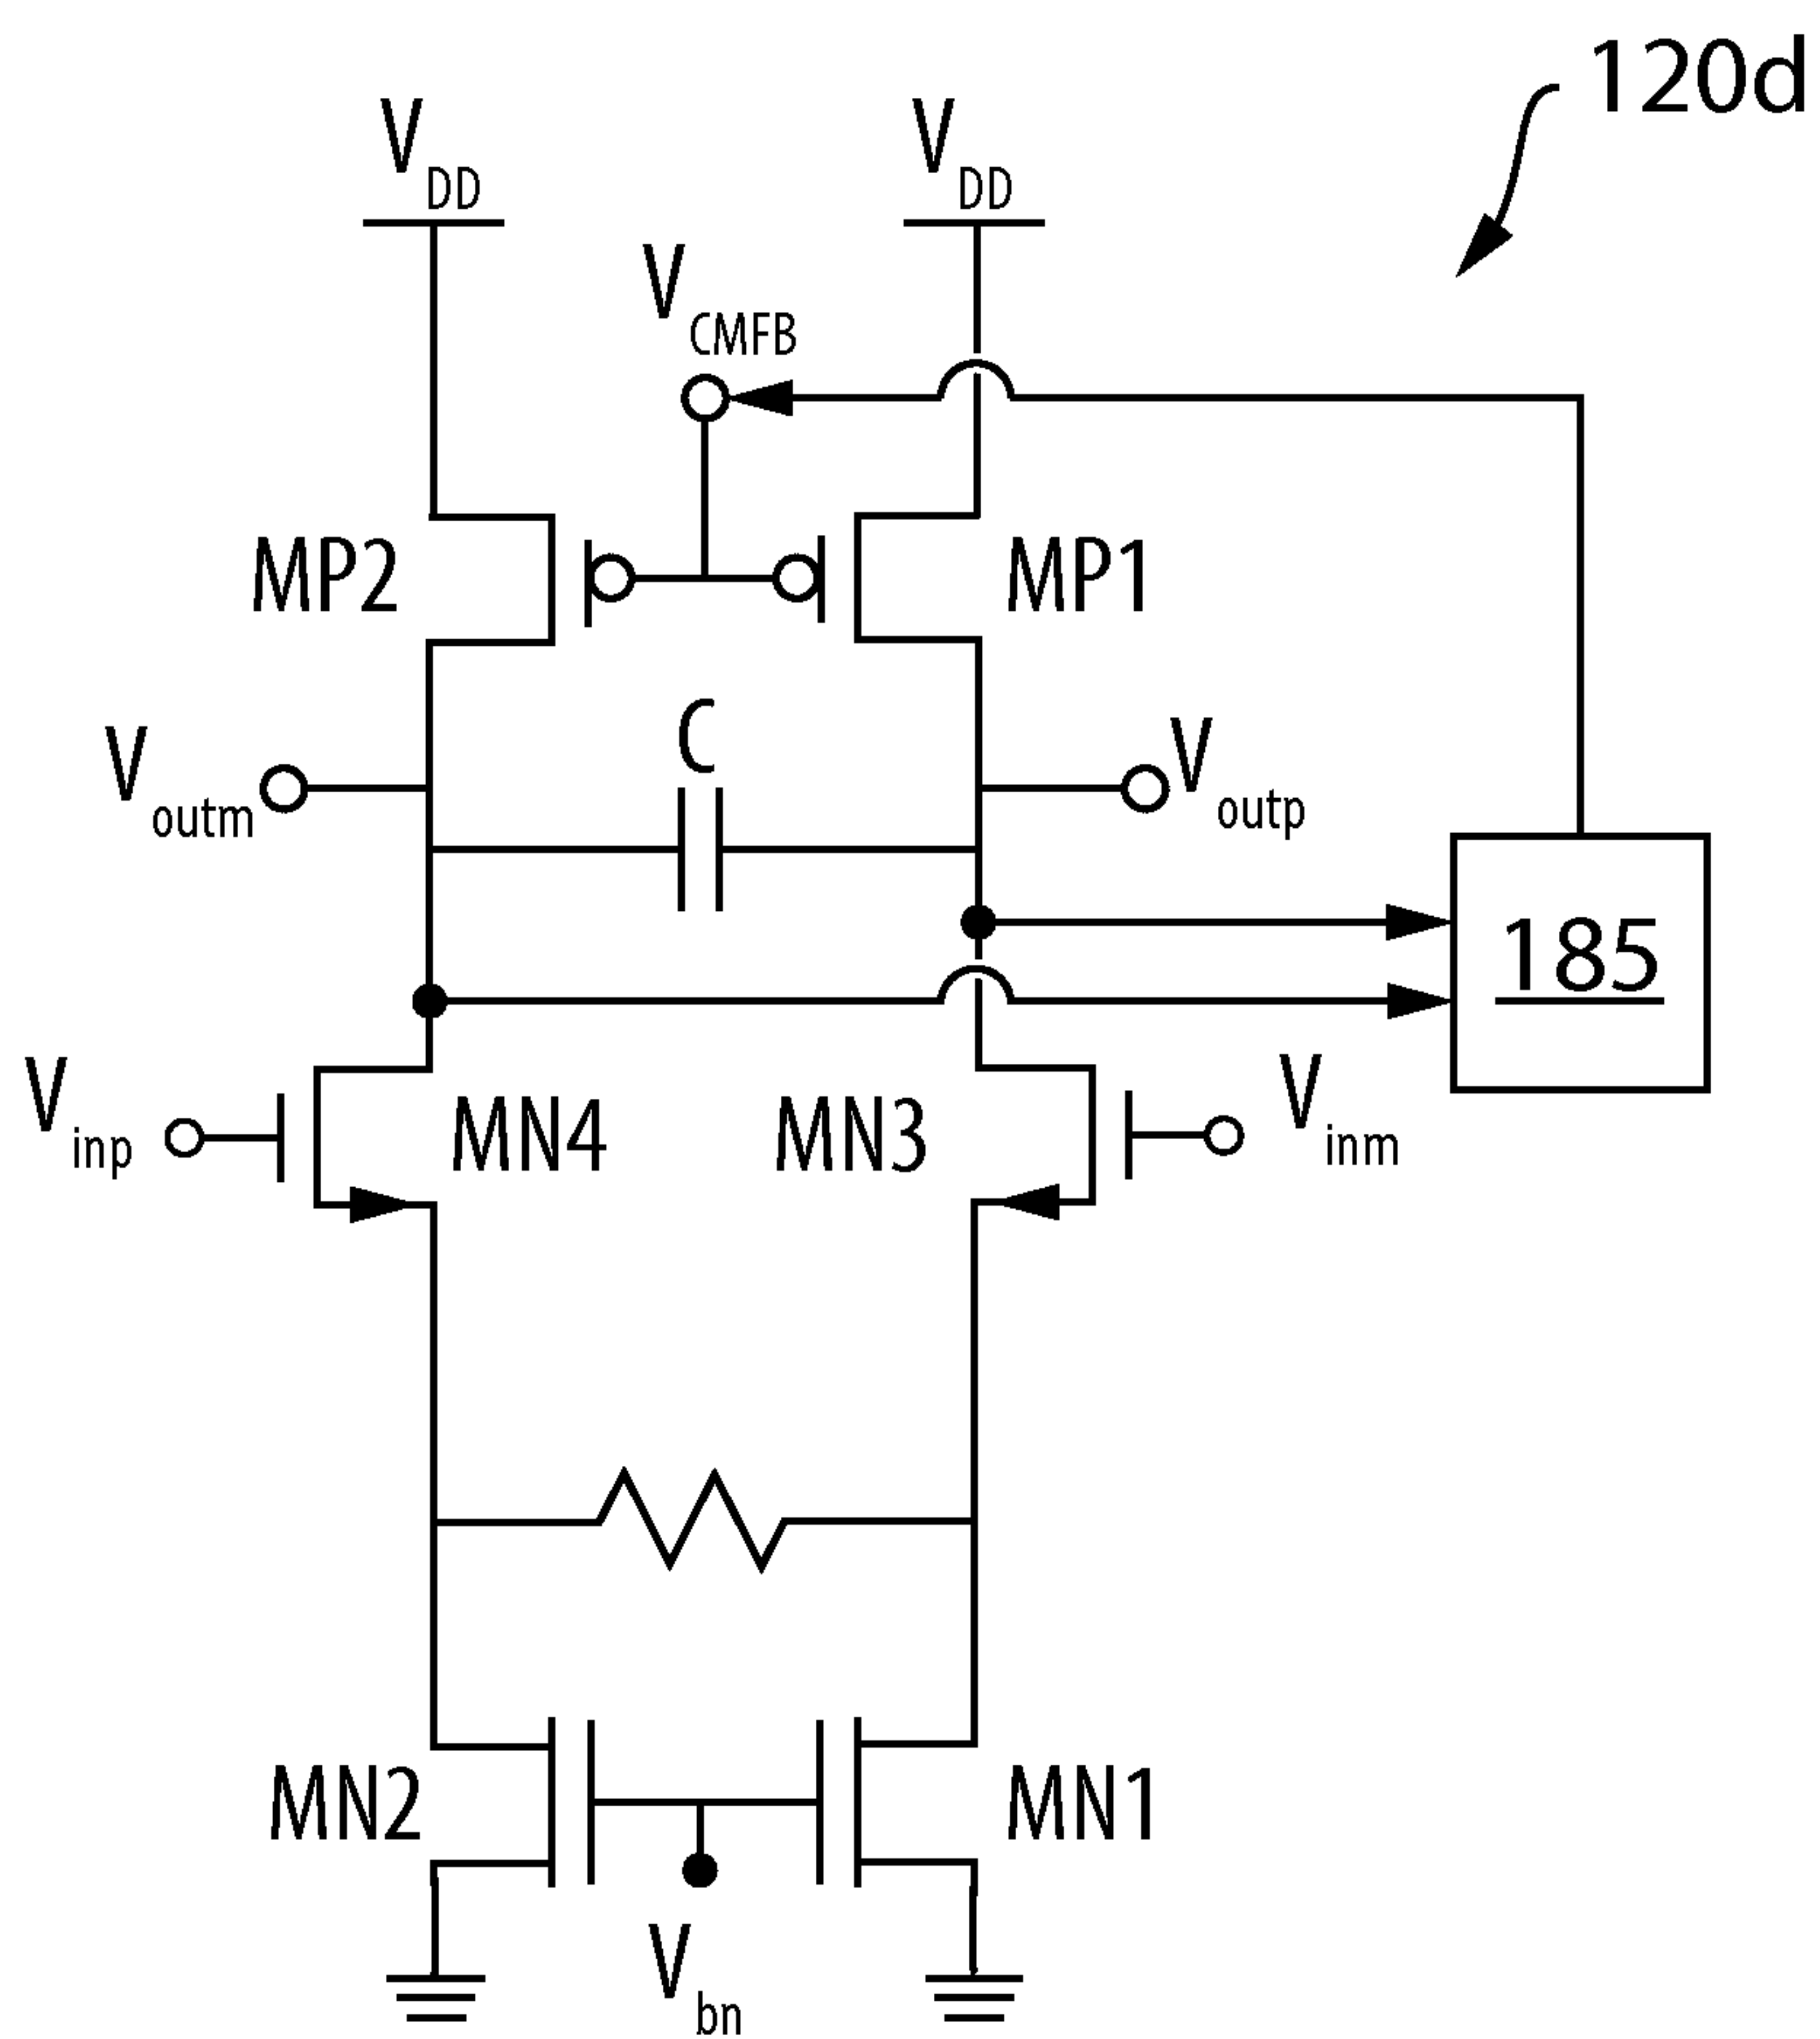 120d
VDD VDD
VCMFB
MP2 MP1
C
Voutm Voutp
185
Vinp MN4 MN3 Vinm
MN2 MN1
Vbn